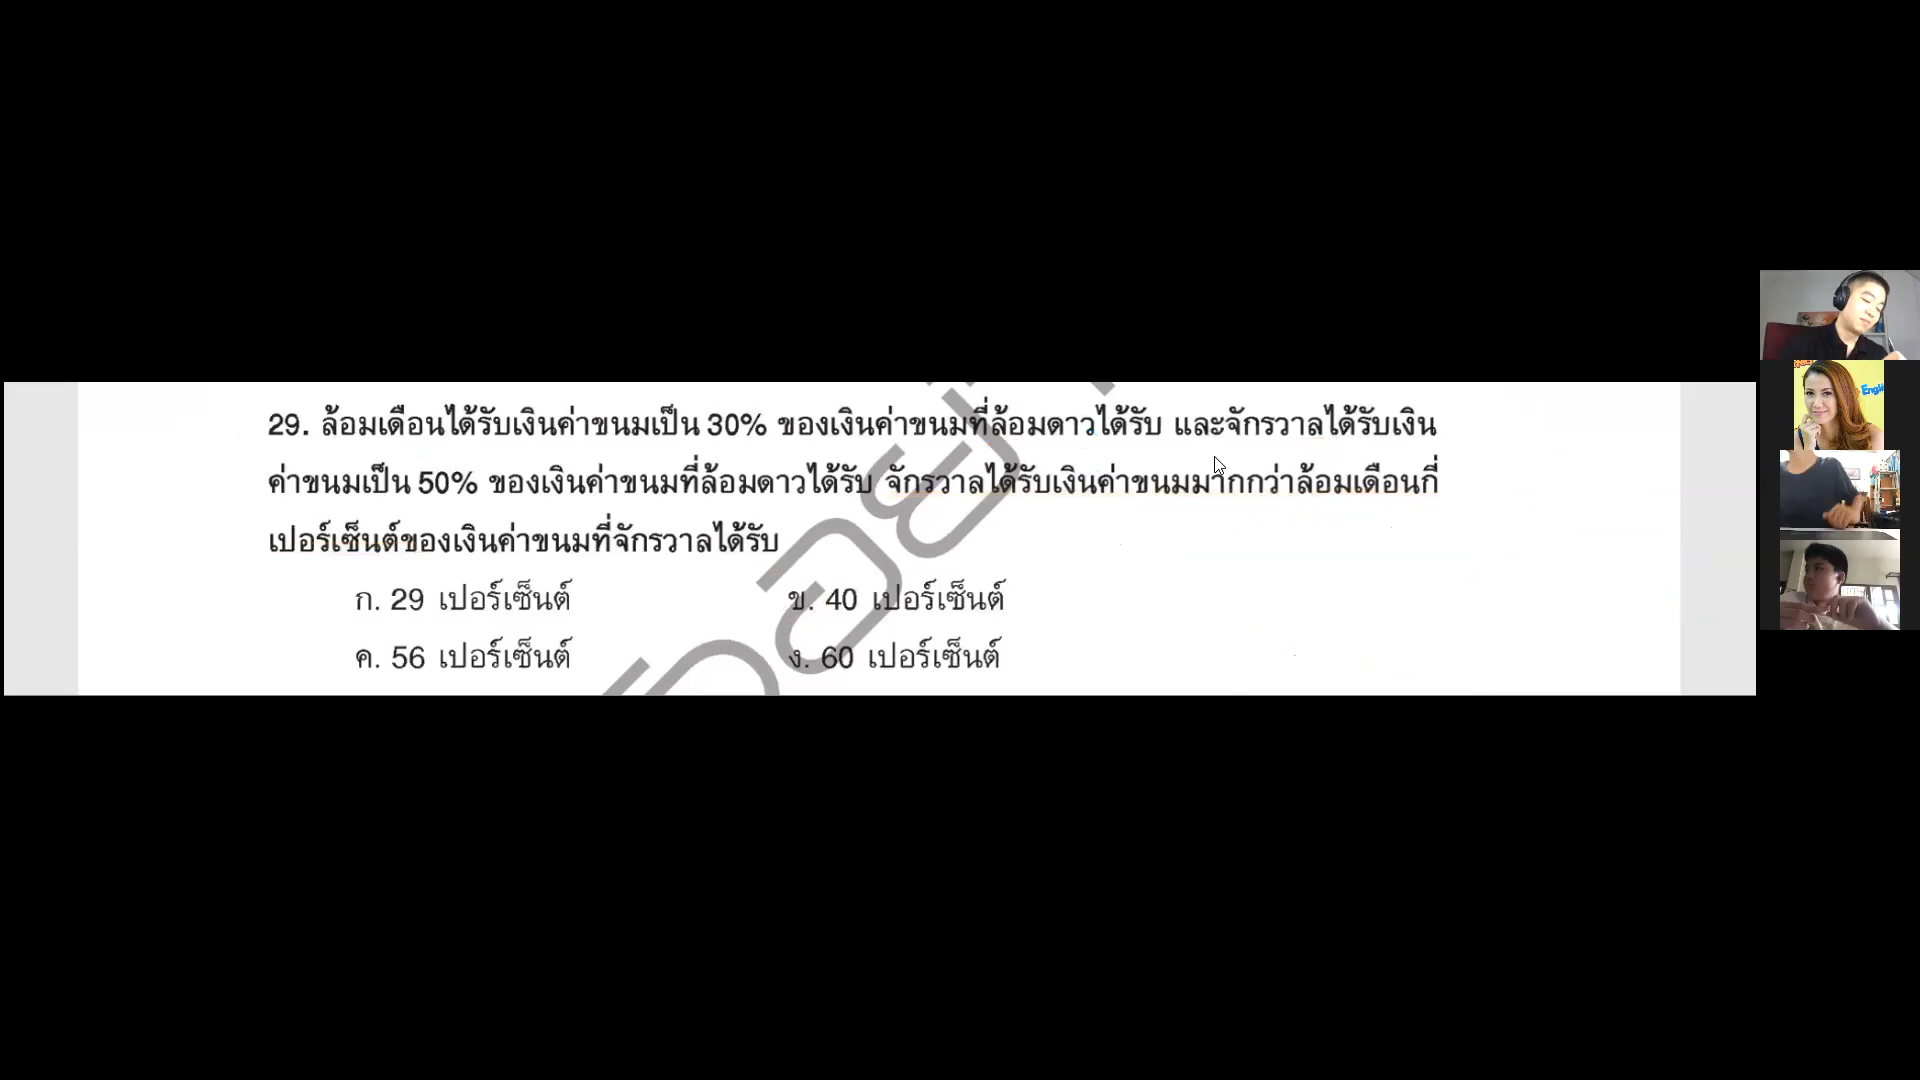 29. ล้อมเดือนได้รับเงินค่าขนมเป็น 30% ของเงินค่าขนมที่ล้อมดาวได้รับ และจักรวาลได้รับเงิน
ค่าขนมเป็น 50% ของเงินค่าขนมที่ล้อมดาวได้รับ จักรวาลได้รับเงินค่าขนมมากกว่าล้อมเดือนกี่
เปอร์เซ็นต์ของเงินค่าขนมที่จักรวาลได้รับ
ก. 29 เปอร์เซ็นต์ ข. 40 เปอร์เซ็นต์
ค. 56 เปอร์เซ็นต์ ง. 60 เปอร์เซ็นต์